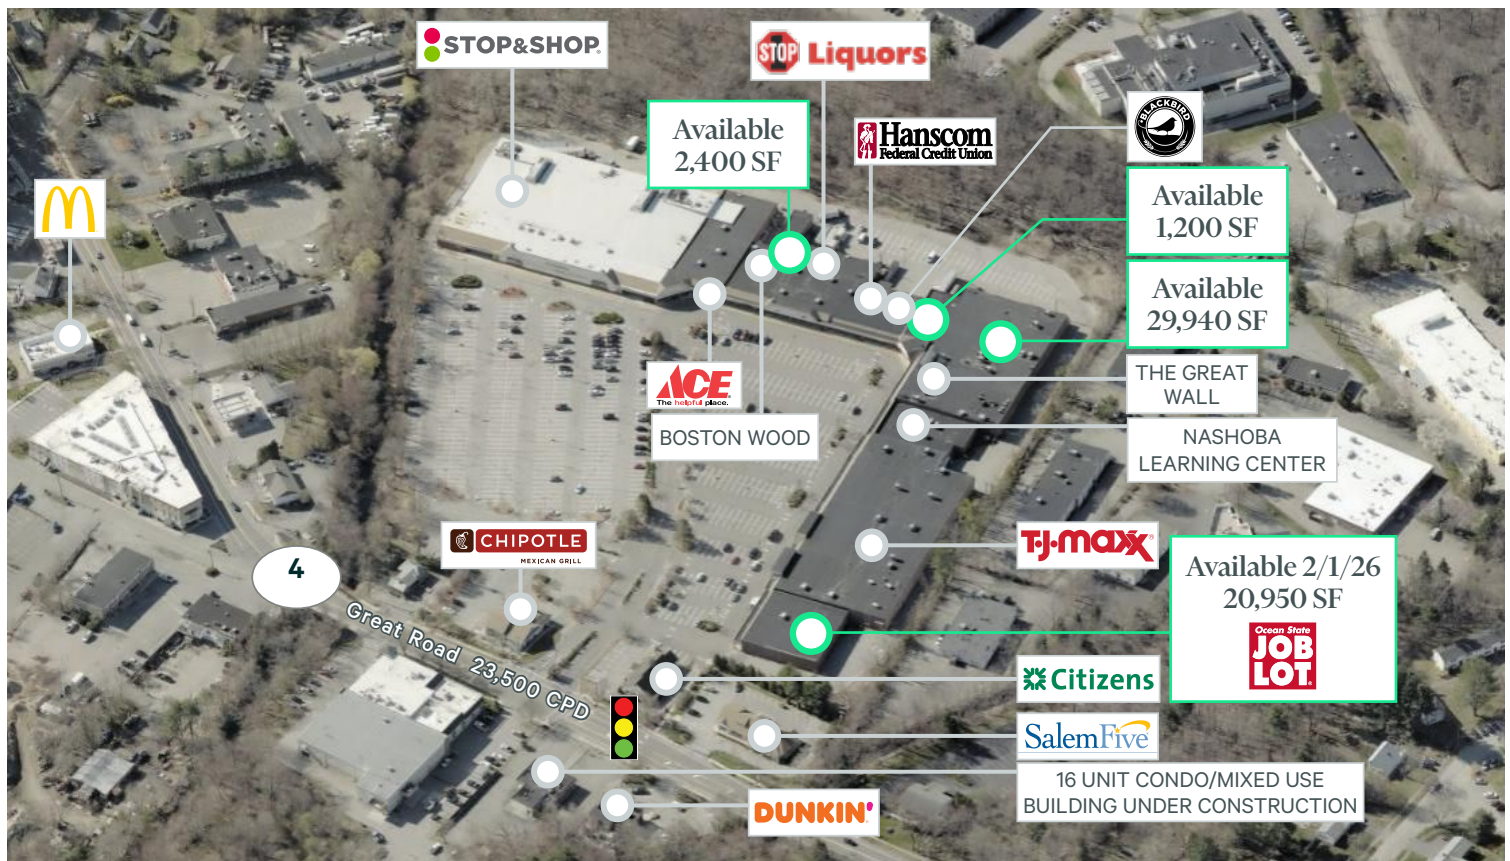 STOP&SHOP
STOP Liquors
Available
2,400 SF
Hanscom
Federal Credit Union
BLACKBIRD
Available
1,200 SF
Available
29,940 SF
ACE
The helpful place.
BOSTON WOOD
THE GREAT
WALL
NASHOBA
LEARNING CENTER
CHIPOTLE
MEXICAN GRILL
T·J·maxx
4
Great Road 23,500 CPD
Available 2/1/26
20,950 SF
Ocean State
JOB
LOT
Citizens
SalemFive
16 UNIT CONDO/MIXED USE
BUILDING UNDER CONSTRUCTION
DUNKIN'